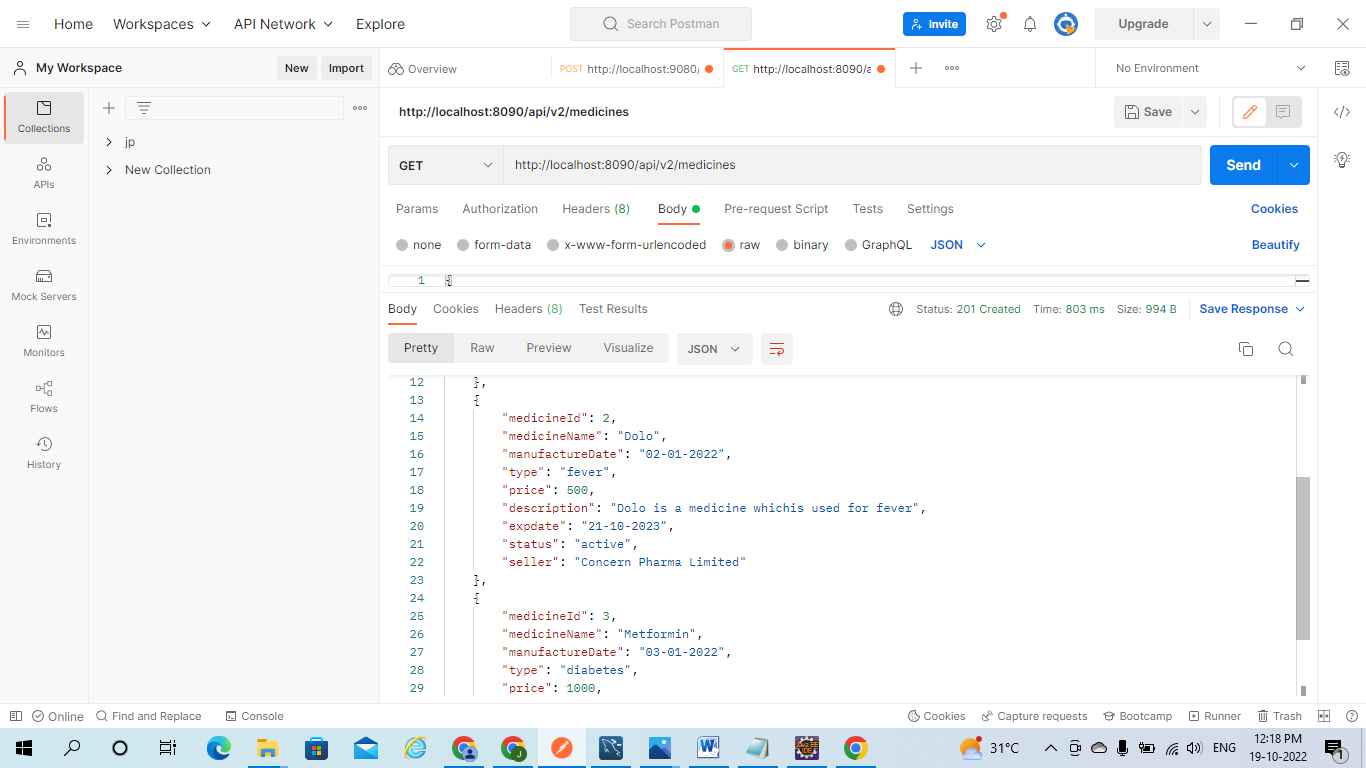 Home Workspaces API Network Explore Search Postman Invite Upgrade
My Workspace New Import Overview POST http://localhost:9080/ GET http://localhost:8090/a No Environment
http://localhost:8090/api/v2/medicines Save
Collections
jp
New Collection
APIs
Environments
Mock Servers
Monitors
Flows
History
GET http://localhost:8090/api/v2/medicines Send
Params Authorization Headers (8) Body Pre-request Script Tests Settings Cookies
none form-data x-www-form-urlencoded raw binary GraphQL JSON Beautify
1 {
Body Cookies Headers (8) Test Results Status: 201 Created Time: 803 ms Size: 994 B Save Response
Pretty Raw Preview Visualize JSON
12 },
13 {
14 "medicineId": 2,
15 "medicineName": "Dolo",
16 "manufactureDate": "02-01-2022",
17 "type": "fever",
18 "price": 500,
19 "description": "Dolo is a medicine whichis used for fever",
20 "expdate": "21-10-2023",
21 "status": "active",
22 "seller": "Concern Pharma Limited"
23 },
24 {
25 "medicineId": 3,
26 "medicineName": "Metformin",
27 "manufactureDate": "03-01-2022",
28 "type": "diabetes",
29 "price": 1000,
Online Find and Replace Console Cookies Capture requests Bootcamp Runner Trash
31°C ENG 12:18 PM
19-10-2022 1